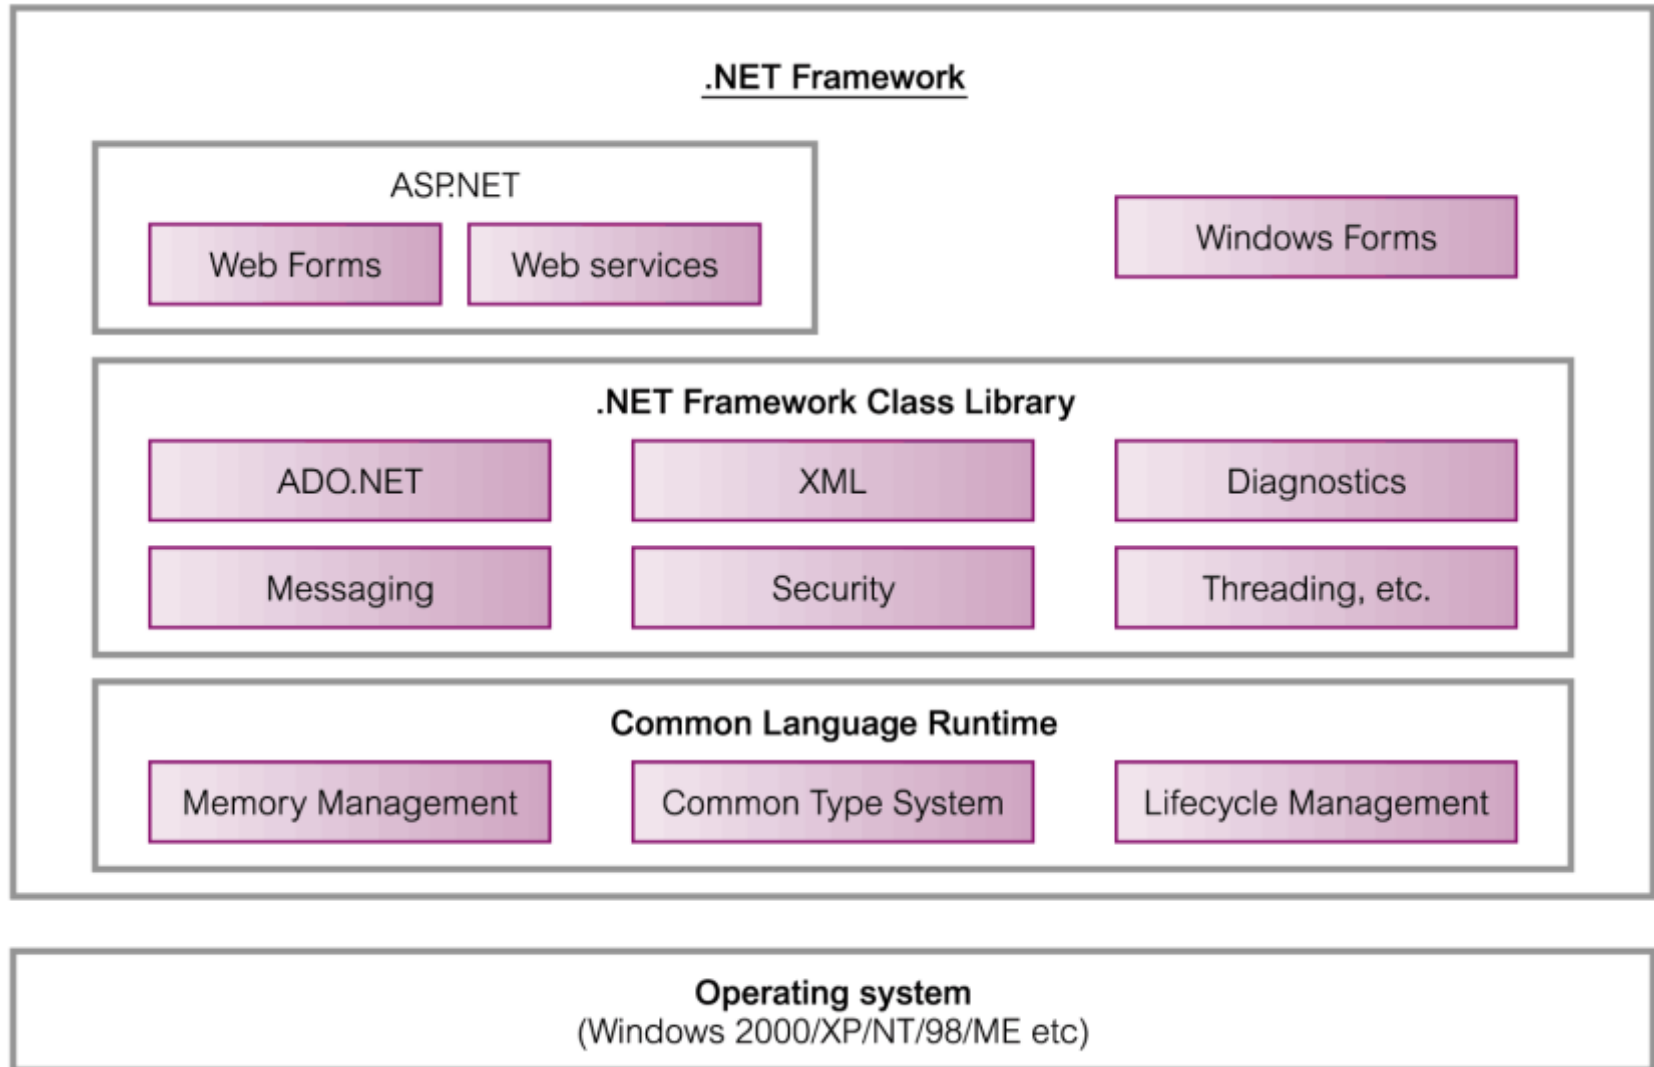 .NET Framework
ASP.NET
Web Forms
Web services
Windows Forms
.NET Framework Class Library
ADO.NET
XML
Diagnostics
Messaging
Security
Threading, etc.
Common Language Runtime
Memory Management
Common Type System
Lifecycle Management
Operating system
(Windows 2000/XP/NT/98/ME etc)